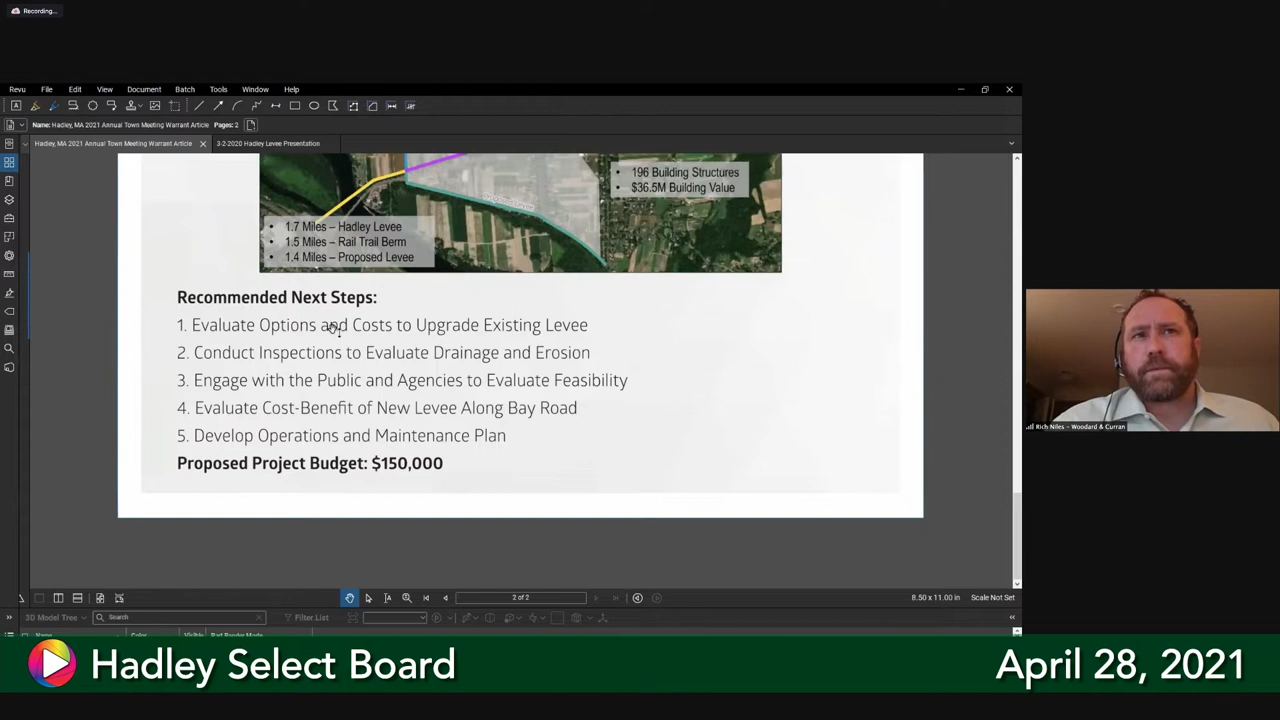 Recording...
Revu File Edit View Document Batch Tools Window Help
Name: Hadley, MA 2021 Annual Town Meeting Warrant Article Pages: 2
Hadley, MA 2021 Annual Town Meeting Warrant Article
3-2-2020 Hadley Levee Presentation
• 196 Building Structures
• $36.5M Building Value
Proposed Levee
• 1.7 Miles – Hadley Levee
• 1.5 Miles – Rail Trail Berm
• 1.4 Miles – Proposed Levee
Recommended Next Steps:
1. Evaluate Options and Costs to Upgrade Existing Levee
2. Conduct Inspections to Evaluate Drainage and Erosion
3. Engage with the Public and Agencies to Evaluate Feasibility
4. Evaluate Cost-Benefit of New Levee Along Bay Road
5. Develop Operations and Maintenance Plan
Proposed Project Budget: $150,000
Rich Niles – Woodard & Curran
2 of 2
8.50 x 11.00 in Scale Not Set
3D Model Tree Search Filter List
Name Color Visible
Hadley Select Board
April 28, 2021